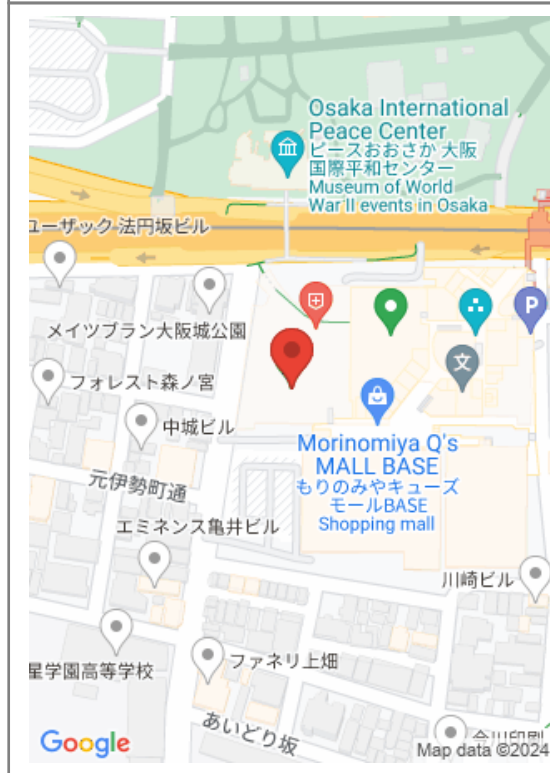 Osaka International
Peace Center
ピースおおさか 大阪
国際平和センター
Museum of World
War II events in Osaka
ユーザック 法円坂ビル
P
メイツブラン大阪城公園
文
フォレスト森ノ宮
中城ビル
Morinomiya Q's
MALL BASE
もりのみやキューズ
モールBASE
Shopping mall
元伊勢町通
エミネンス亀井ビル
川崎ビル
星学園高等学校
ファネリ上畑
あいどり坂
Google
Map data ©2024